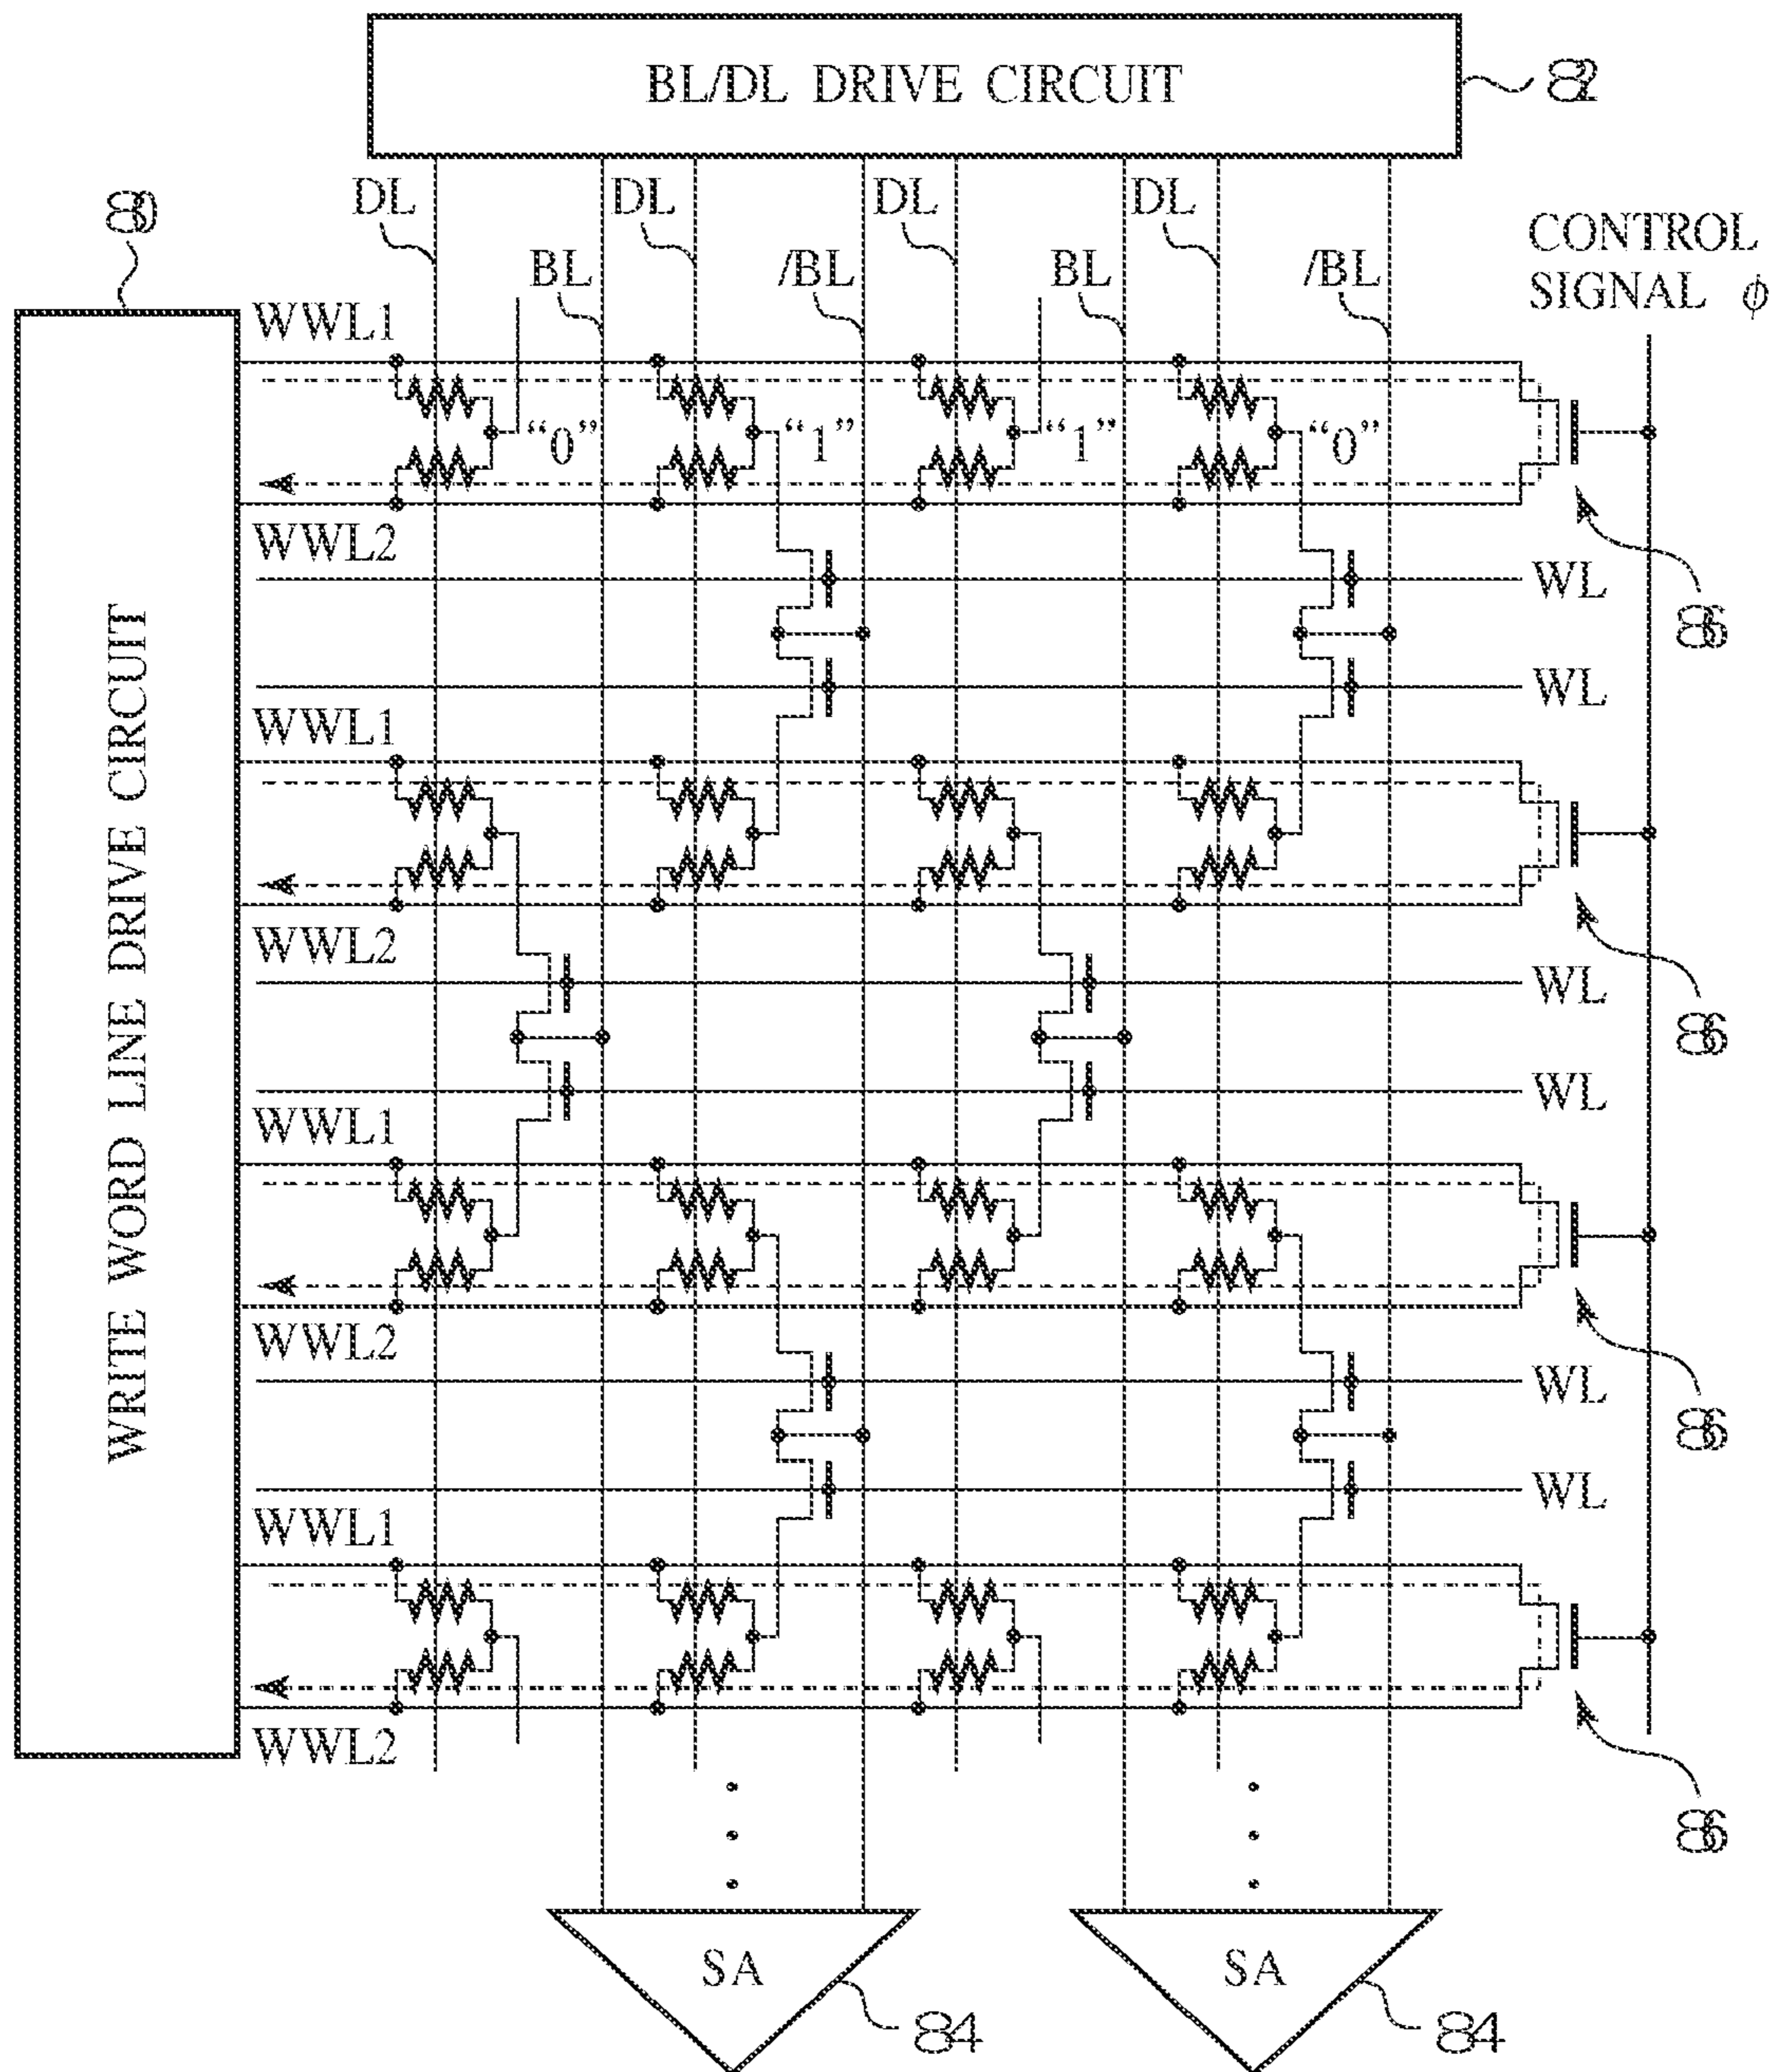 BL/DL DRIVE CIRCUIT
82
80
DL
DL
DL
DL
BL
/BL
BL
/BL
CONTROL
SIGNAL ϕ
WRITE WORD LINE DRIVE CIRCUIT
WWL1
“0”
“1”
“1”
“0”
WWL2
86
WL
WL
WWL1
WWL2
86
WL
WL
WWL1
WWL2
86
WL
WL
WWL1
WWL2
86
SA
SA
84
84